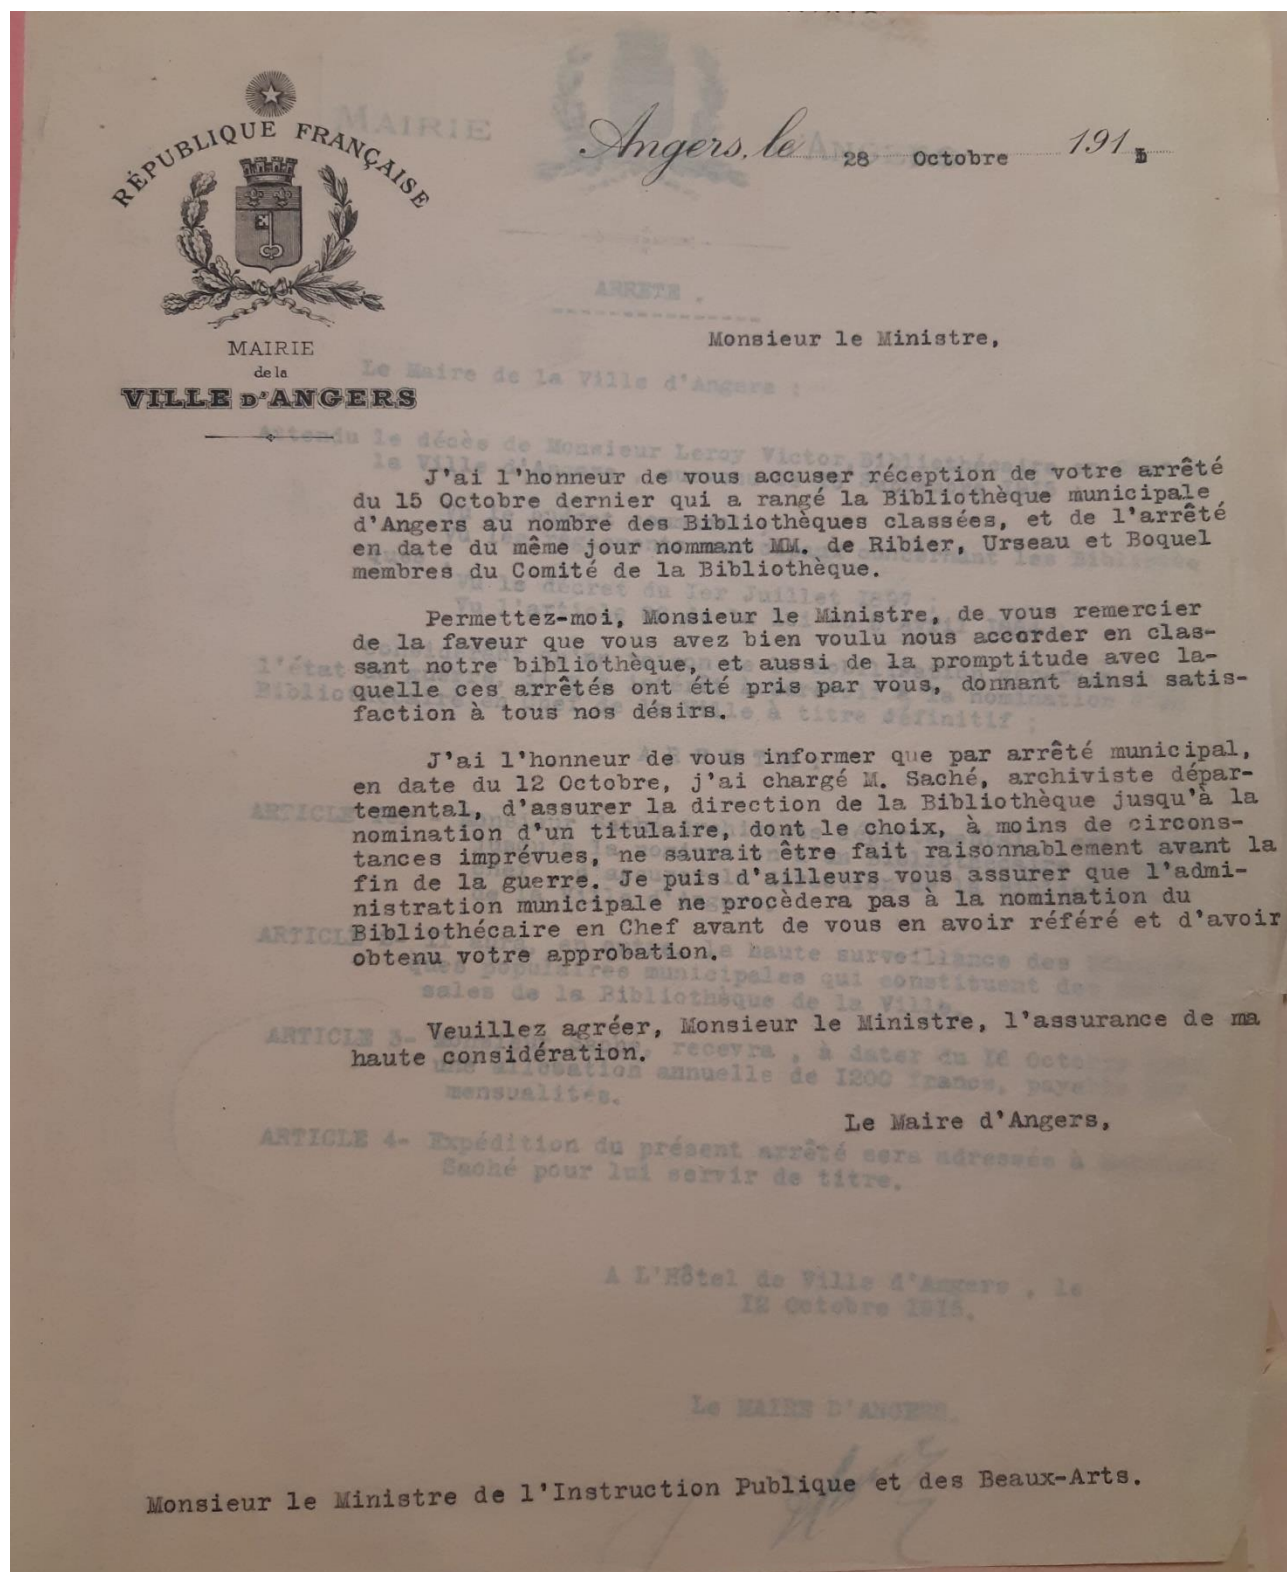 RÉPUBLIQUE FRANÇAISE
MAIRIE
de la
VILLE D'ANGERS
Angers, le 28 Octobre 1915
Monsieur le Ministre,
J'ai l'honneur de vous accuser réception de votre arrêté
du 15 Octobre dernier qui a rangé la Bibliothèque municipale
d'Angers au nombre des Bibliothèques classées, et de l'arrêté
en date du même jour nommant MM. de Ribier, Urseau et Boquel
membres du Comité de la Bibliothèque.
Permettez-moi, Monsieur le Ministre, de vous remercier
de la faveur que vous avez bien voulu nous accorder en clas-
sant notre bibliothèque, et aussi de la promptitude avec la-
quelle ces arrêtés ont été pris par vous, donnant ainsi satis-
faction à tous nos désirs.
J'ai l'honneur de vous informer que par arrêté municipal,
en date du 12 Octobre, j'ai chargé M. Saché, archiviste dépar-
temental, d'assurer la direction de la Bibliothèque jusqu'à la
nomination d'un titulaire, dont le choix, à moins de circons-
tances imprévues, ne saurait être fait raisonnablement avant la
fin de la guerre. Je puis d'ailleurs vous assurer que l'admi-
nistration municipale ne procèdera pas à la nomination du
Bibliothécaire en Chef avant de vous en avoir référé et d'avoir
obtenu votre approbation.
Veuillez agréer, Monsieur le Ministre, l'assurance de ma
haute considération.
Le Maire d'Angers,
Monsieur le Ministre de l'Instruction Publique et des Beaux-Arts.